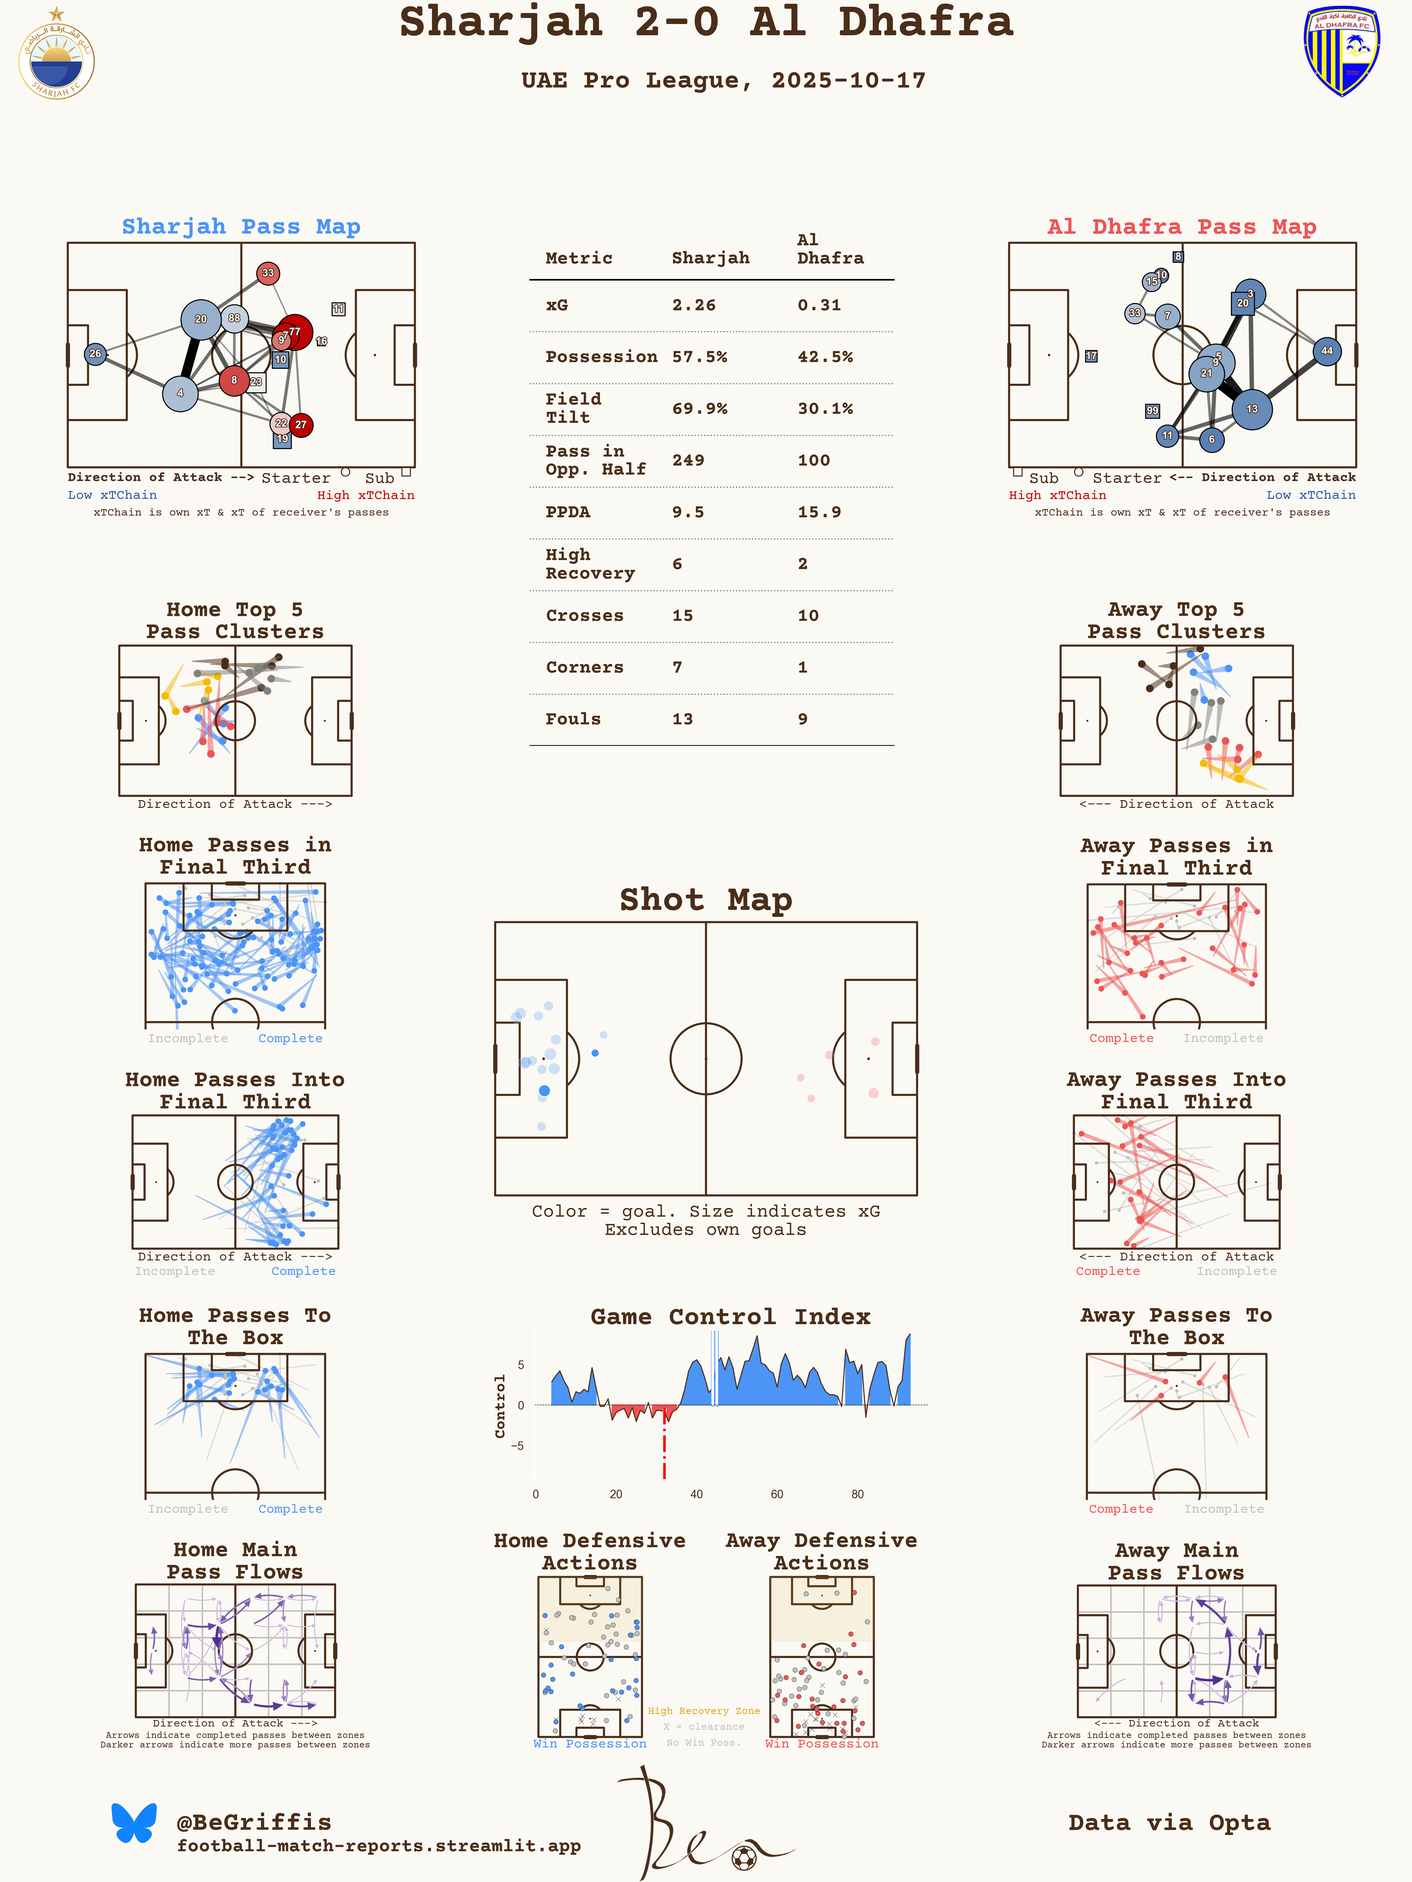 Sharjah 2-0 Al Dhafra
UAE Pro League, 2025-10-17
SHARJAH FC
AL DHAFRA FC
Sharjah Pass Map
33
20
88
11
77
7
9
16
26
10
8
23
4
22
27
19
Direction of Attack --> Starter Sub
Low xTChain High xTChain
xTChain is own xT & xT of receiver's passes
Metric Sharjah Al Dhafra
xG 2.26 0.31
Possession 57.5% 42.5%
Field Tilt 69.9% 30.1%
Pass in Opp. Half 249 100
PPDA 9.5 15.9
High Recovery 6 2
Crosses 15 10
Corners 7 1
Fouls 13 9
Al Dhafra Pass Map
8
10
15
3
20
33
7
44
17
5
9
21
99
13
11
6
Sub Starter <-- Direction of Attack
High xTChain Low xTChain
xTChain is own xT & xT of receiver's passes
Home Top 5
Pass Clusters
Direction of Attack --->
Away Top 5
Pass Clusters
<--- Direction of Attack
Home Passes in
Final Third
Incomplete Complete
Away Passes in
Final Third
Complete Incomplete
Shot Map
Color = goal. Size indicates xG
Excludes own goals
Home Passes Into
Final Third
Direction of Attack --->
Incomplete Complete
Away Passes Into
Final Third
<--- Direction of Attack
Complete Incomplete
Home Passes To
The Box
Incomplete Complete
Game Control Index
Control
5
0
−5
0 20 40 60 80
Away Passes To
The Box
Complete Incomplete
Home Main
Pass Flows
Direction of Attack --->
Arrows indicate completed passes between zones
Darker arrows indicate more passes between zones
Home Defensive
Actions
Win Possession
High Recovery Zone
X = clearance
No Win Poss.
Away Defensive
Actions
Win Possession
Away Main
Pass Flows
<--- Direction of Attack
Arrows indicate completed passes between zones
Darker arrows indicate more passes between zones
@BeGriffis
football-match-reports.streamlit.app
Ben
Data via Opta